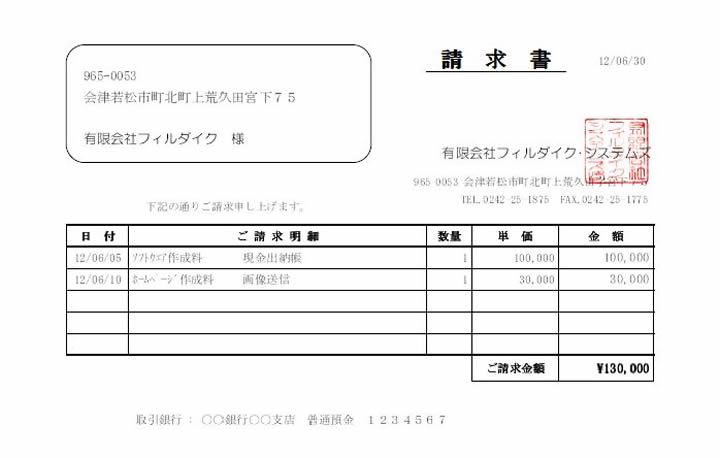 請求書 12/06/30
965-0053
会津若松市町北町上荒久田宮下７５
有限会社フィルダイク 様
有限会社フィルダイク・システムズ
965-0053 会津若松市町北町上荒久田字宮下７５
TEL.0242-25-1875 FAX.0242-25-1775
下記の通りご請求申し上げます。
日 付 ご 請 求 明 細 数量 単 価 金 額
12/06/05 ｿﾌﾄｳｴｱ作成料 現金出納帳 1 100,000 100,000
12/06/10 ﾎｰﾑﾍﾟｰｼﾞ作成料 画像送信 1 30,000 30,000
ご請求金額 ¥130,000
取引銀行 ： 〇〇銀行〇〇支店 普通預金 １２３４５６７